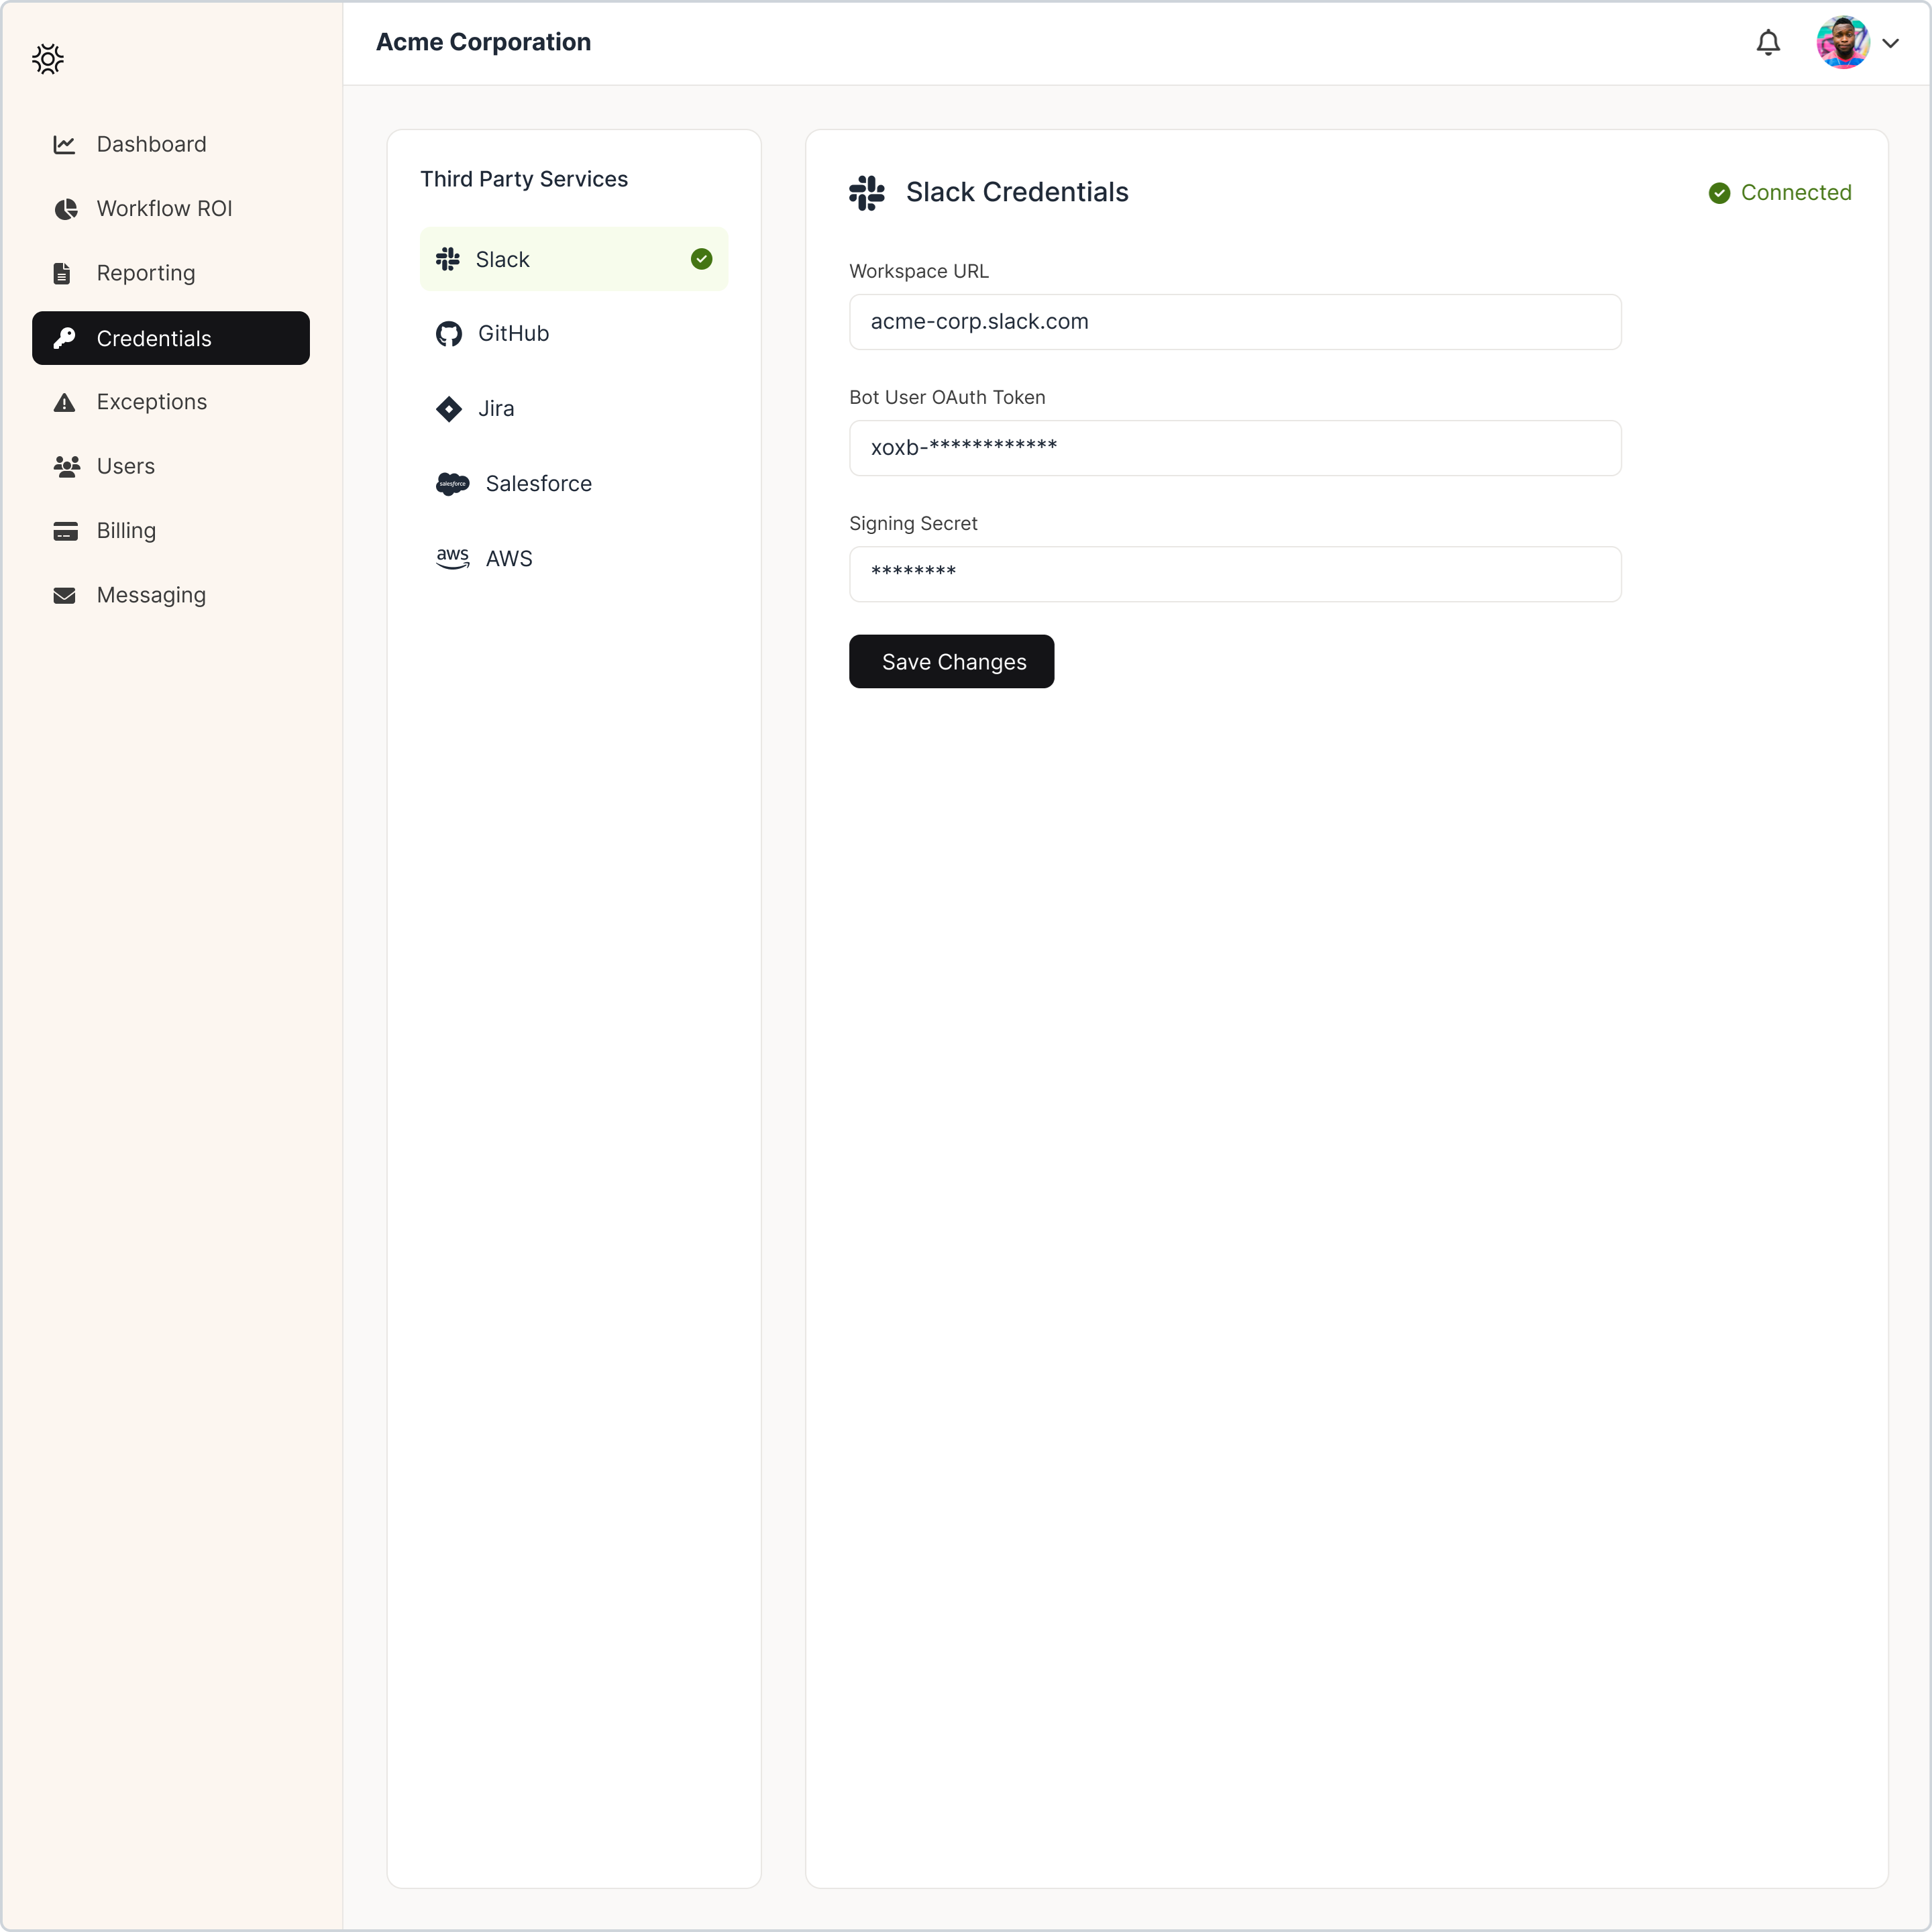 Acme Corporation
Dashboard
Workflow ROI
Reporting
Credentials
Exceptions
Users
Billing
Messaging
Third Party Services
Slack
GitHub
Jira
salesforce Salesforce
aws AWS
Slack Credentials
Connected
Workspace URL
acme-corp.slack.com
Bot User OAuth Token
xoxb-************
Signing Secret
********
Save Changes